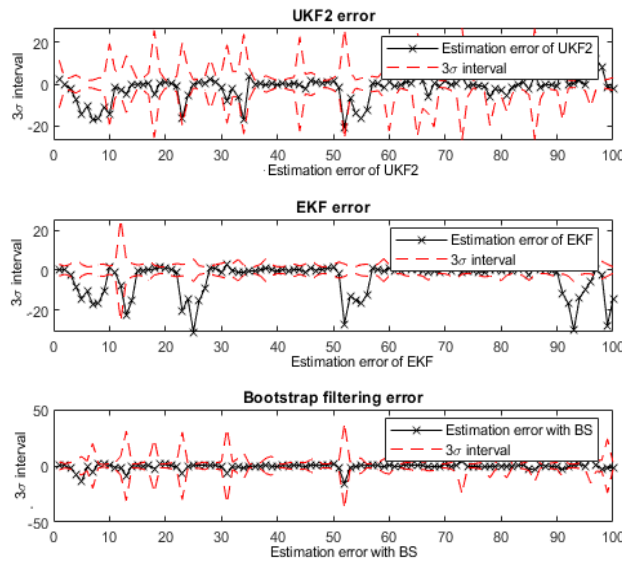 UKF2 error
Estimation error of UKF2
3σ interval
20
0
-20
3σ interval
0 10 20 30 40 50 60 70 80 90 100
Estimation error of UKF2
EKF error
Estimation error of EKF
3σ interval
20
0
-20
3σ interval
0 10 20 30 40 50 60 70 80 90 100
Estimation error of EKF
Bootstrap filtering error
Estimation error with BS
3σ interval
50
0
-50
3σ interval
0 10 20 30 40 50 60 70 80 90 100
Estimation error with BS